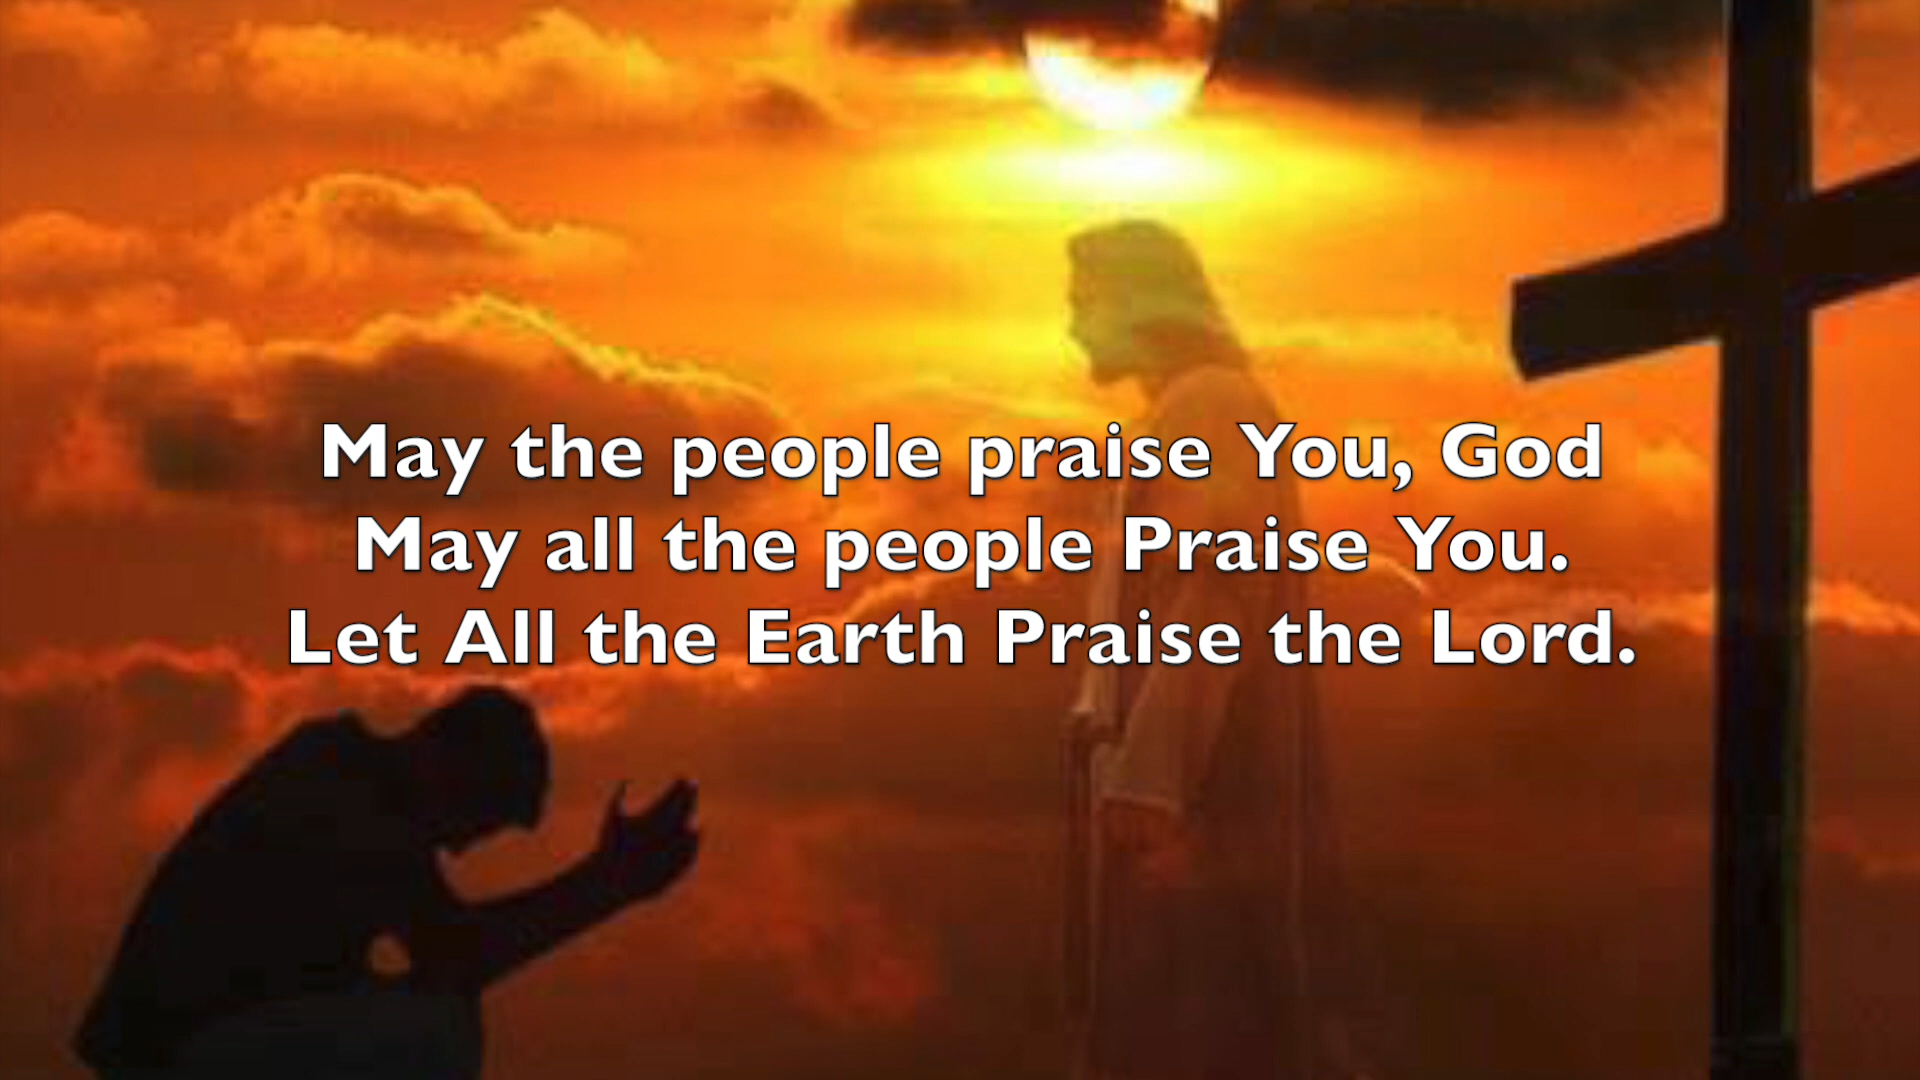 May the people praise You, God
May all the people Praise You.
Let All the Earth Praise the Lord.